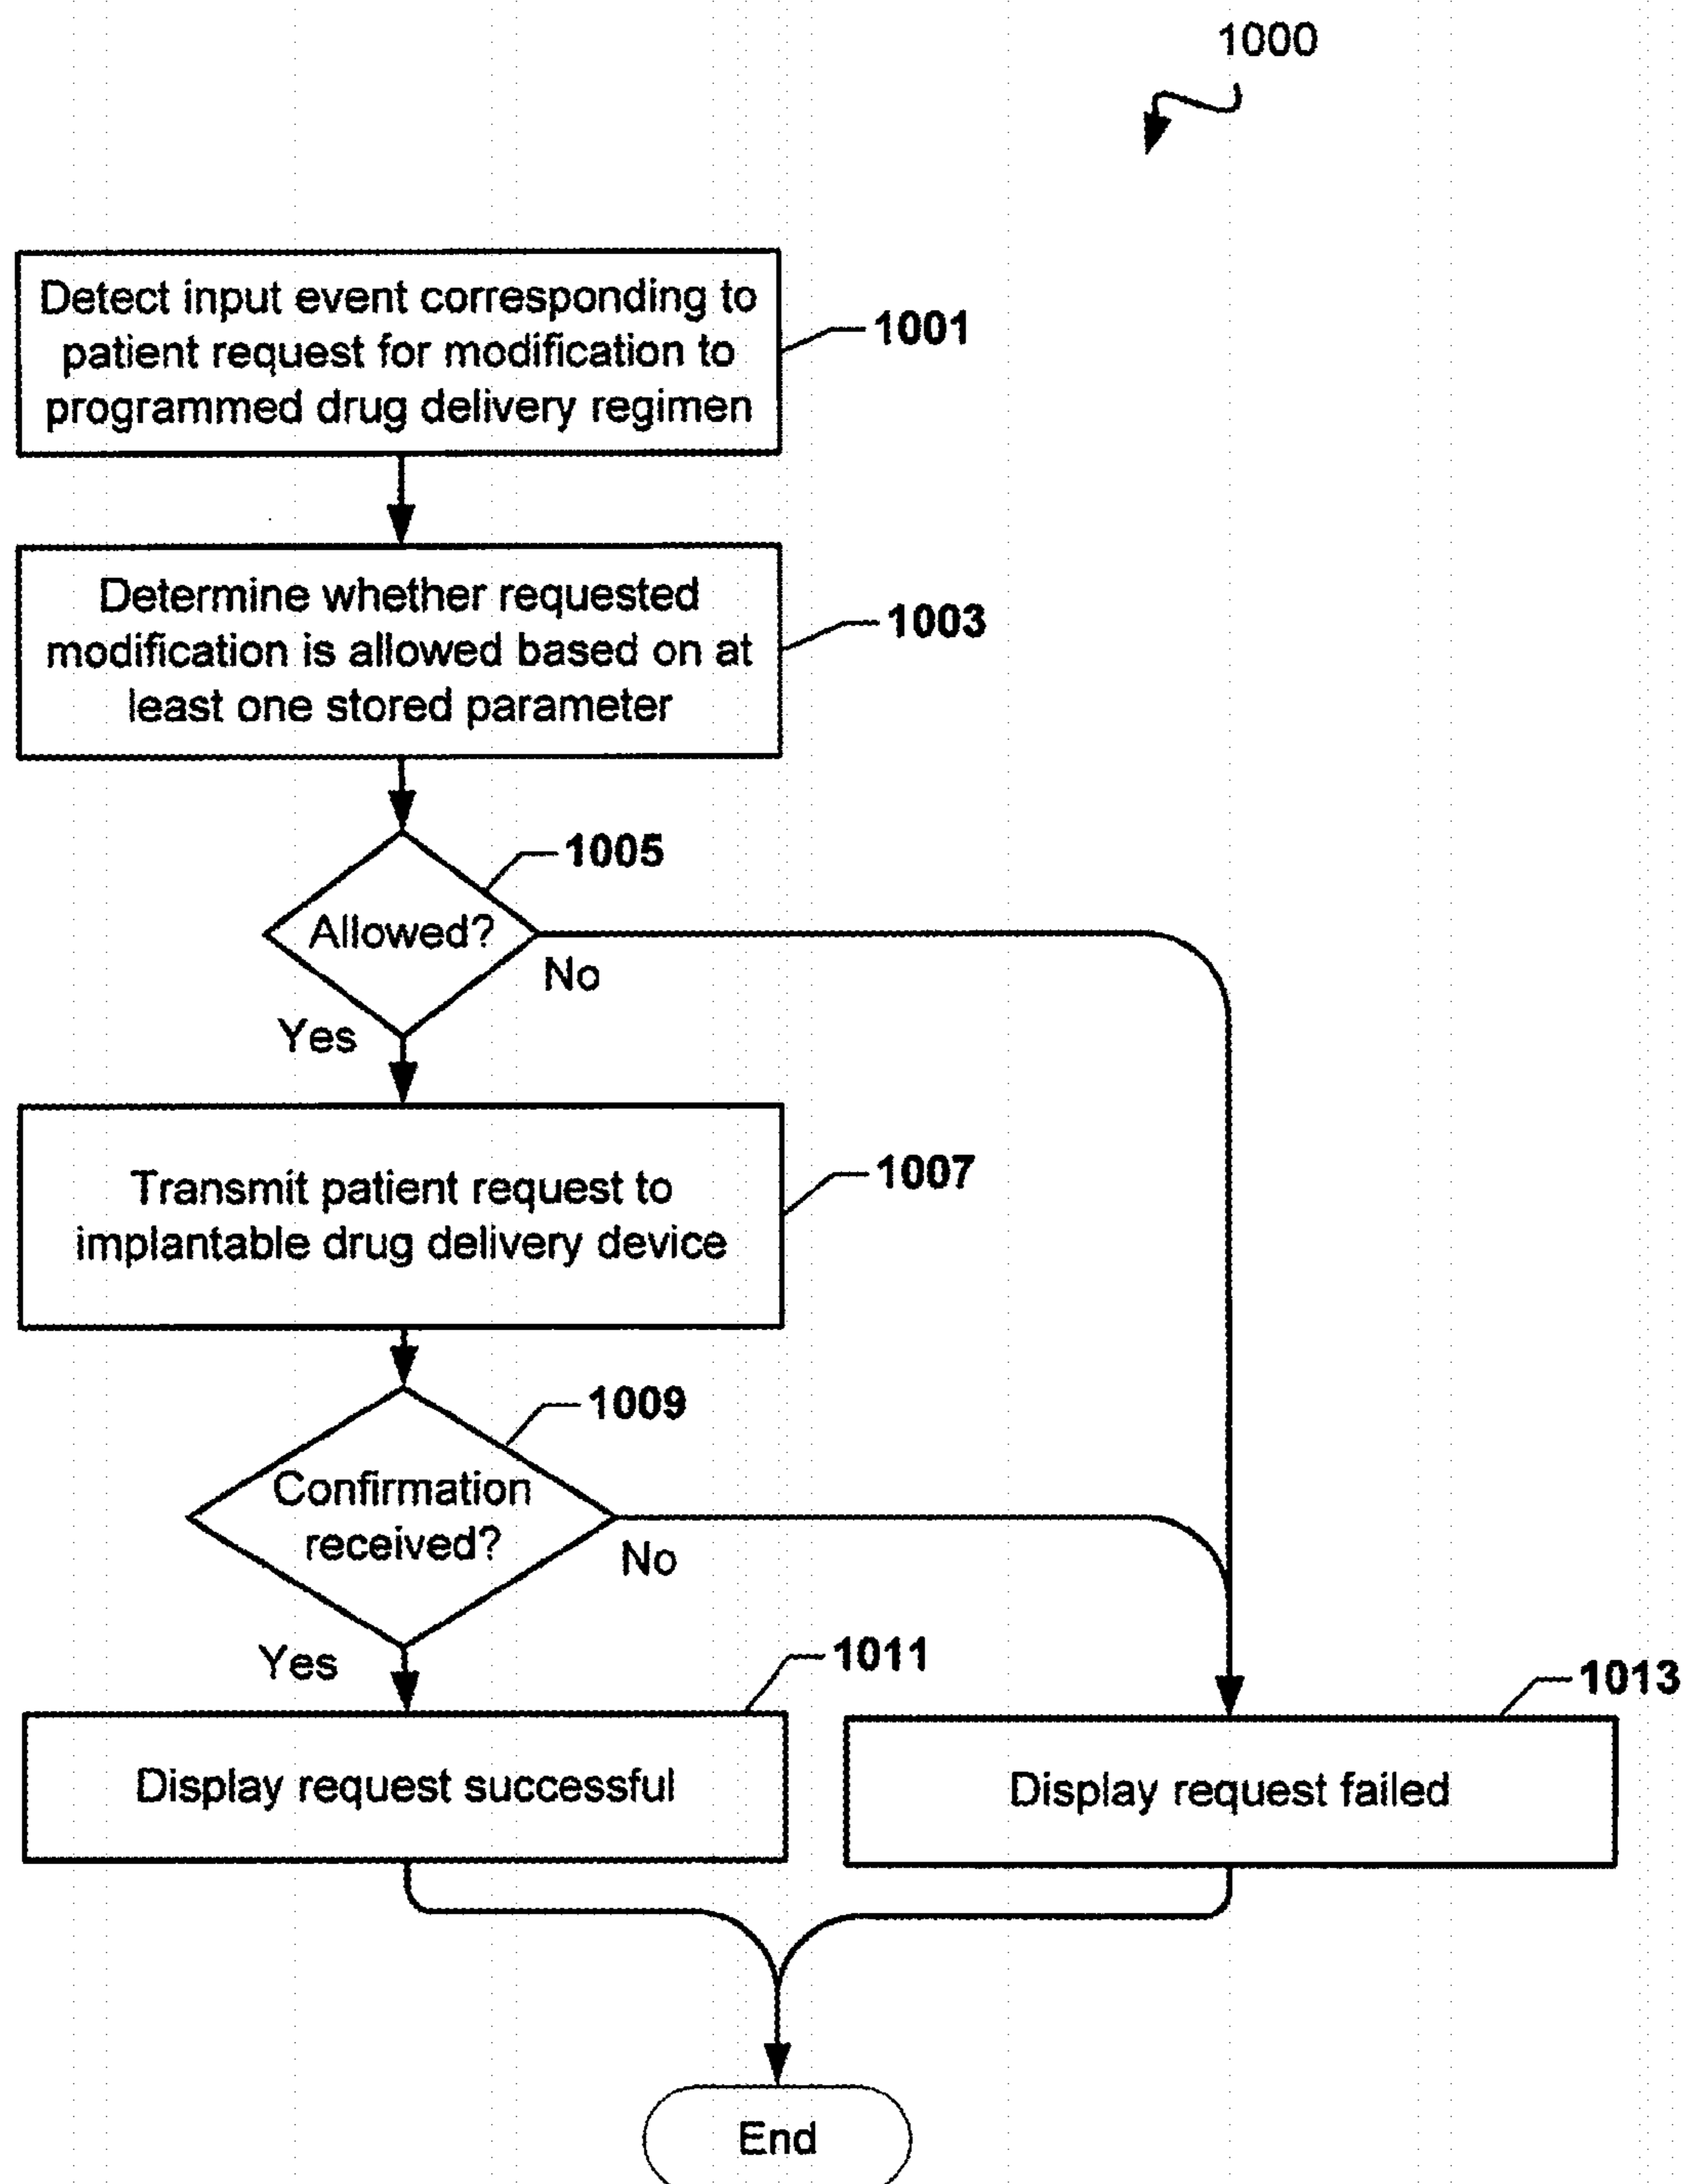 1000
Detect input event corresponding to
patient request for modification to
programmed drug delivery regimen
1001
Determine whether requested
modification is allowed based on at
least one stored parameter
1003
1005
Allowed?
No
Yes
Transmit patient request to
implantable drug delivery device
1007
1009
Confirmation
received?
No
Yes
1011
1013
Display request successful
Display request failed
End